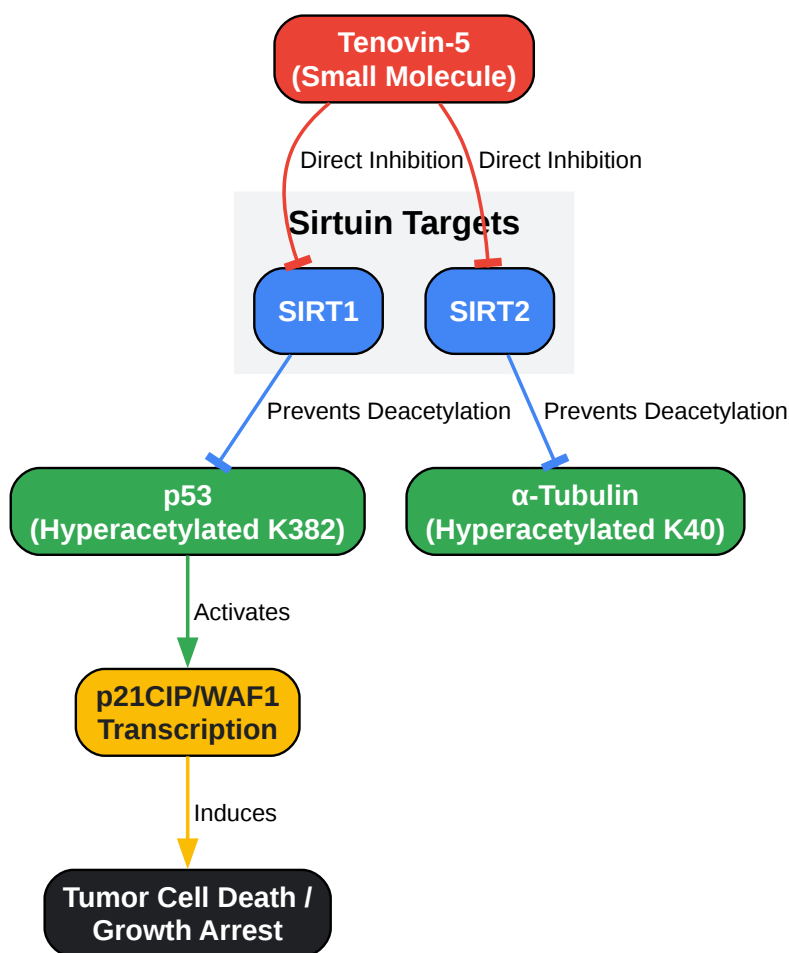 Tenovin-5
(Small Molecule)
Direct Inhibition
Direct Inhibition
Sirtuin Targets
SIRT1
SIRT2
Prevents Deacetylation
Prevents Deacetylation
p53
(Hyperacetylated K382)
α-Tubulin
(Hyperacetylated K40)
Activates
p21CIP/WAF1
Transcription
Induces
Tumor Cell Death /
Growth Arrest